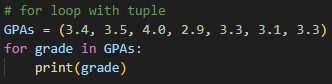 # for loop with tuple
GPAs = (3.4, 3.5, 4.0, 2.9, 3.3, 3.1, 3.3)
for grade in GPAs:
    print(grade)